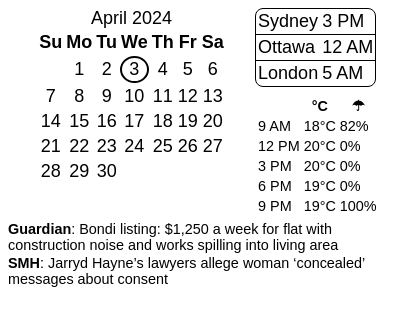 April 2024
Su Mo Tu We Th Fr Sa
1 2 3 4 5 6
7 8 9 10 11 12 13
14 15 16 17 18 19 20
21 22 23 24 25 26 27
28 29 30
Sydney 3 PM
Ottawa 12 AM
London 5 AM
°C ☂
9 AM 18°C 82%
12 PM 20°C 0%
3 PM 20°C 0%
6 PM 19°C 0%
9 PM 19°C 100%
Guardian: Bondi listing: $1,250 a week for flat with
construction noise and works spilling into living area
SMH: Jarryd Hayne’s lawyers allege woman ‘concealed’
messages about consent